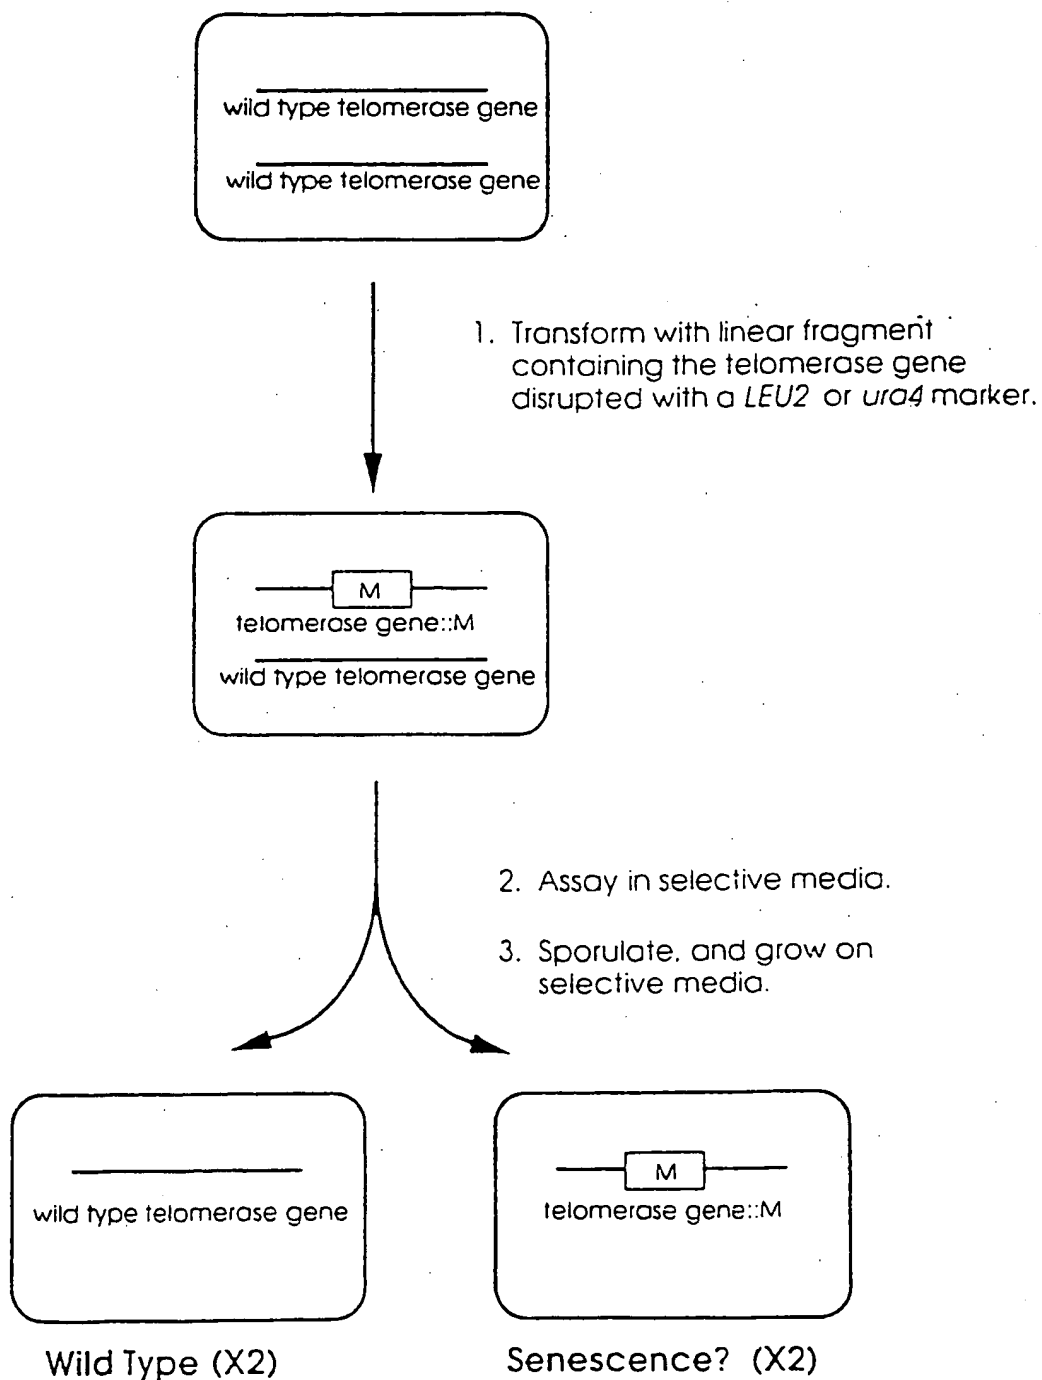 wild type telomerase gene
wild type telomerase gene
1. Transform with linear fragment
containing the telomerase gene
disrupted with a LEU2 or ura4 marker.
M
telomerase gene::M
wild type telomerase gene
2. Assay in selective media.
3. Sporulate, and grow on
selective media.
wild type telomerase gene
M
telomerase gene::M
Wild Type (X2)
Senescence? (X2)